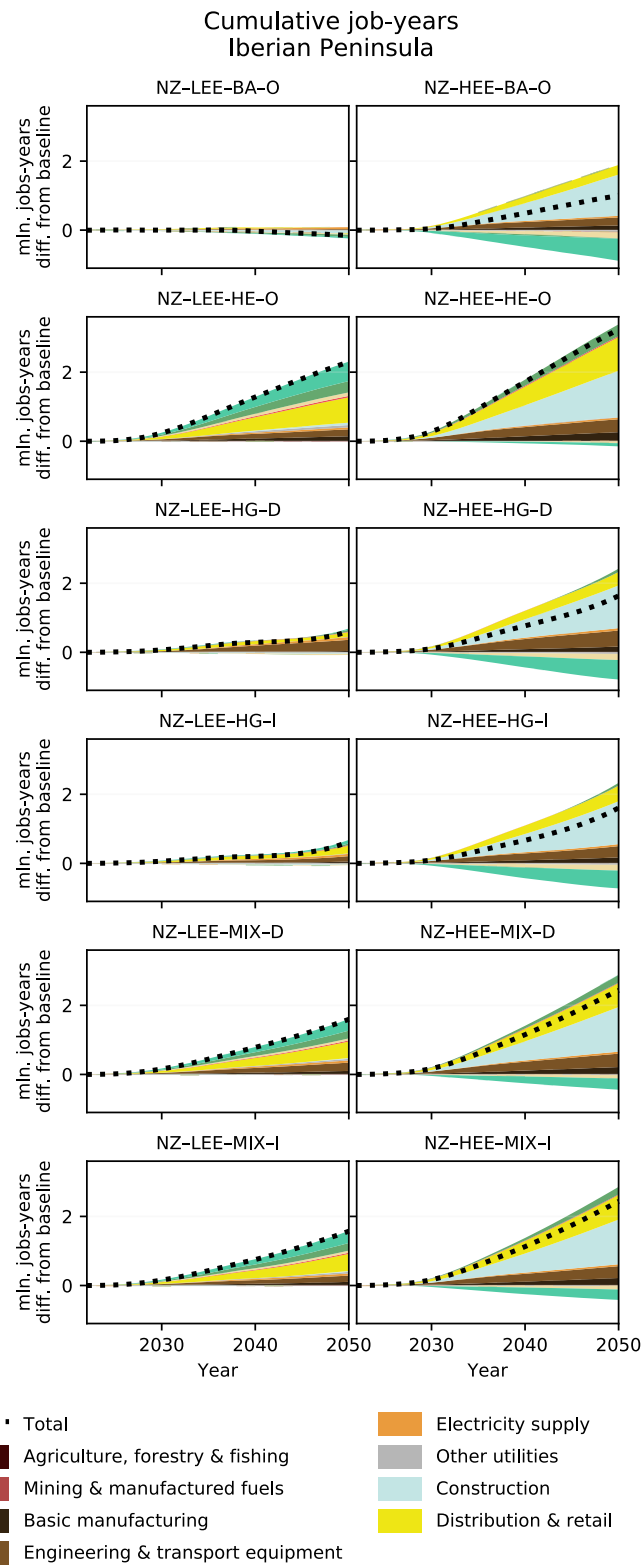 Cumulative job-years
Iberian Peninsula
NZ–LEE–BA–O
NZ–HEE–BA–O
mln. jobs-years
diff. from baseline
2
0
NZ–LEE-HE–O
NZ–HEE–HE–O
mln. jobs-years
diff. from baseline
2
0
NZ–LEE–HG–D
NZ–HEE–HG–D
mln. jobs-years
diff. from baseline
2
0
NZ–LEE–HG–I
NZ–HEE–HG–I
mln. jobs-years
diff. from baseline
2
0
NZ–LEE–MIX–D
NZ–HEE–MIX–D
mln. jobs-years
diff. from baseline
2
0
NZ–LEE–MIX–I
NZ–HEE–MIX–I
mln. jobs-years
diff. from baseline
2
0
2030 2040 2050 2030 2040 2050
Year Year
Total
Agriculture, forestry & fishing
Mining & manufactured fuels
Basic manufacturing
Engineering & transport equipment
Electricity supply
Other utilities
Construction
Distribution & retail